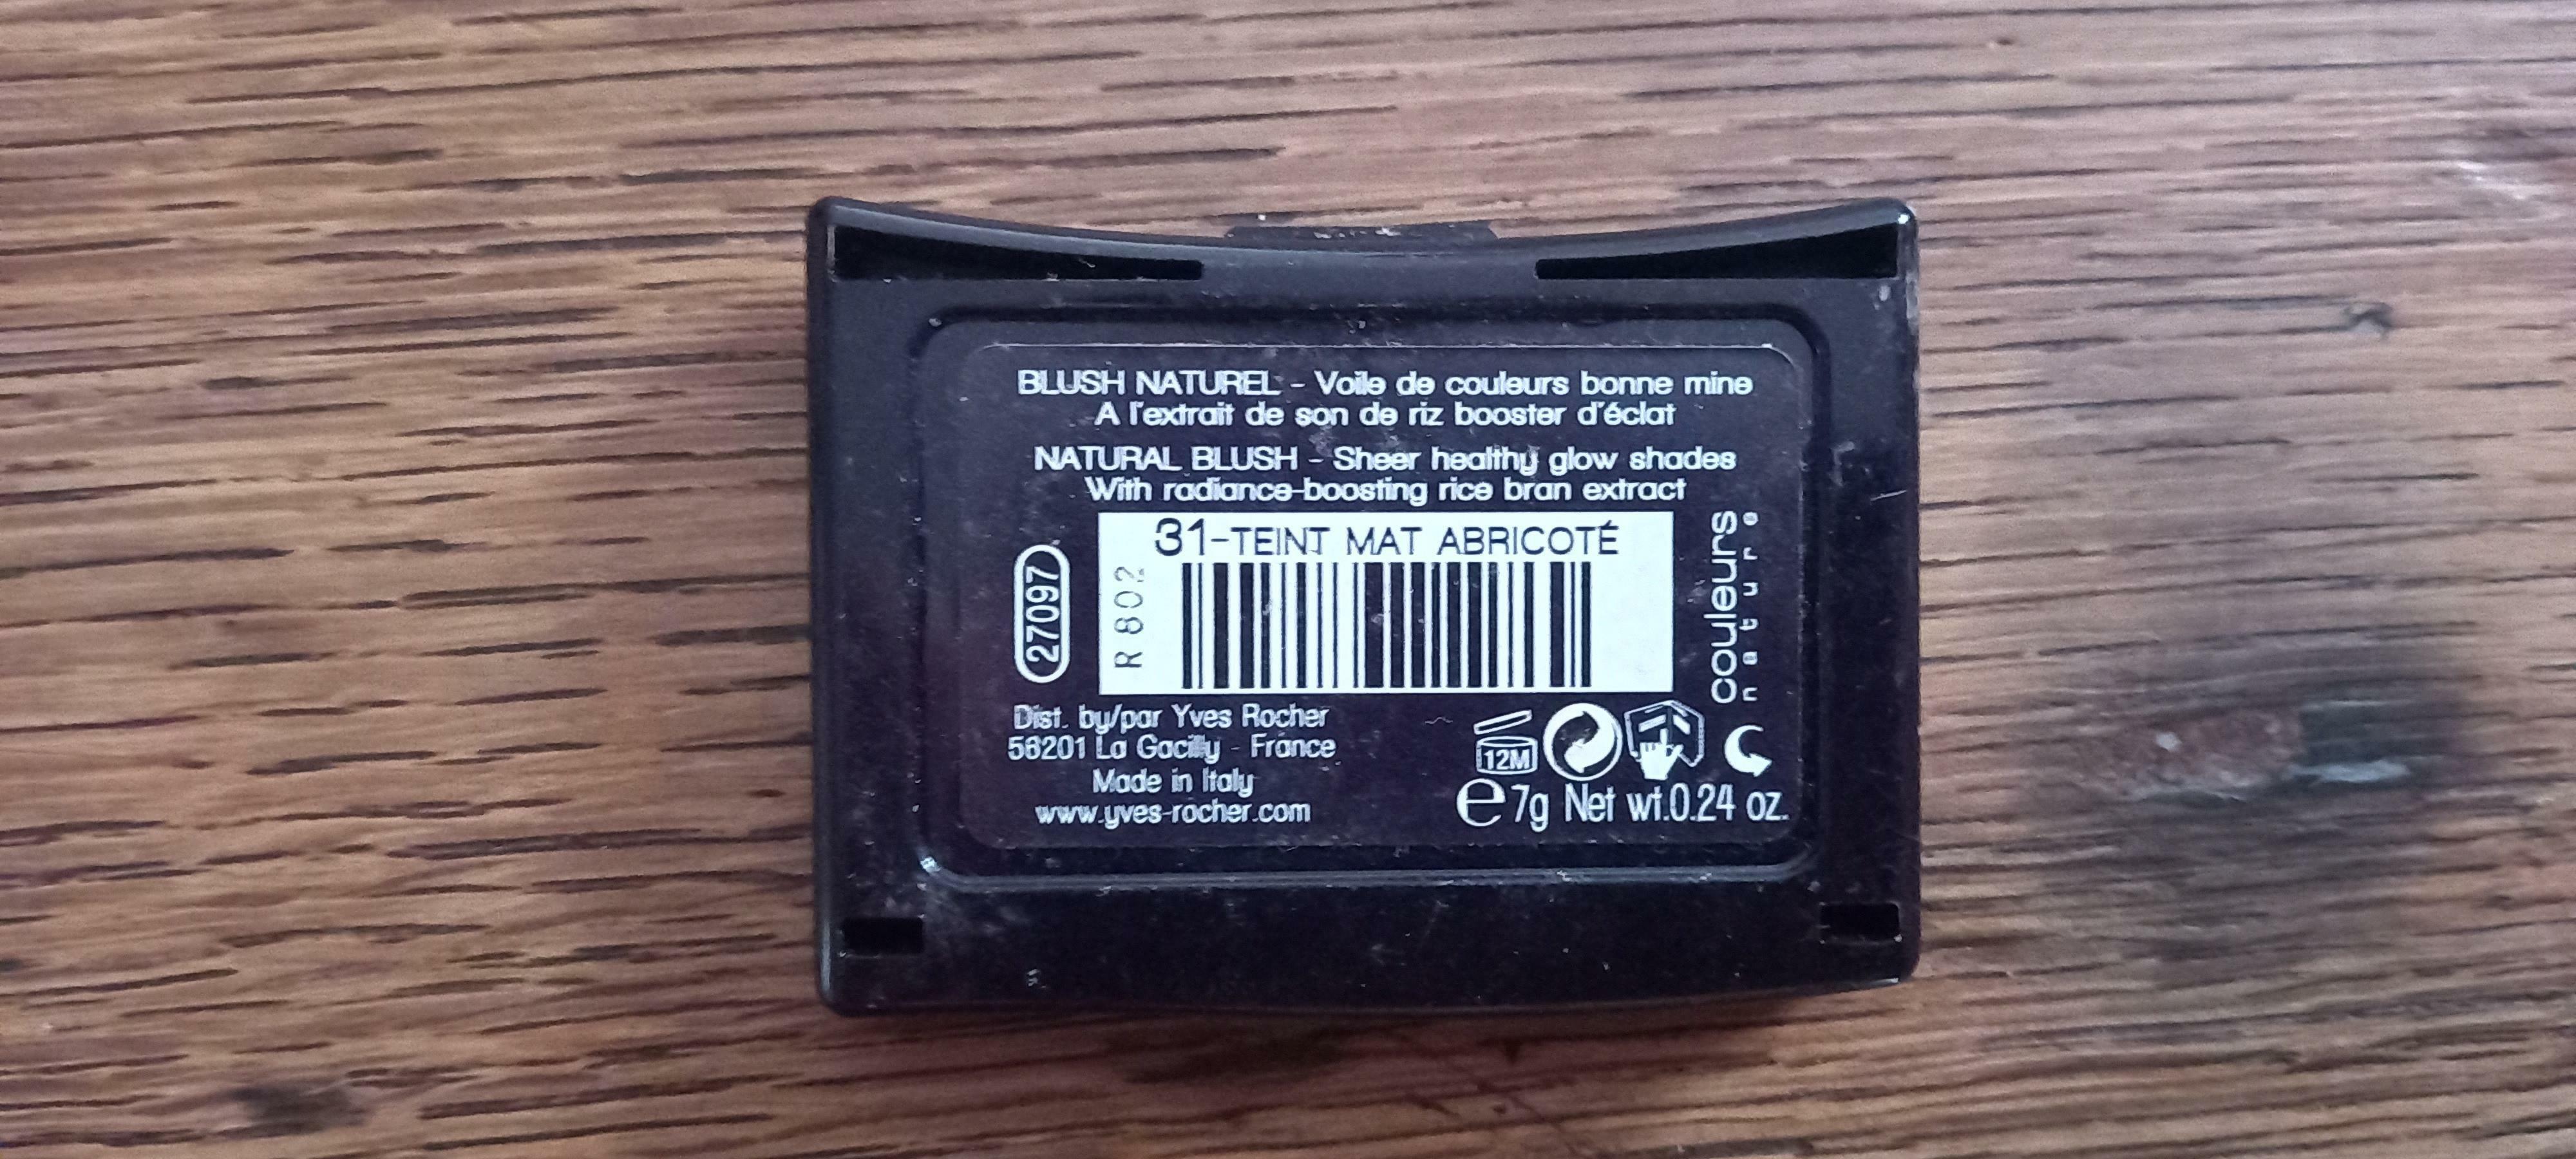 BLUSH NATUREL - Voile de couleurs bonne mine
A l'extrait de son de riz booster d'éclat
NATURAL BLUSH - Sheer healthy glow shades
With radiance-boosting rice bran extract
31-TEINT MAT ABRICOTÉ
27097
R 802
couleurs
nature
Dist. by/par Yves Rocher
56201 La Gacilly - France
Made in Italy
www.yves-rocher.com
12M
e 7g Net wt.0.24 oz.